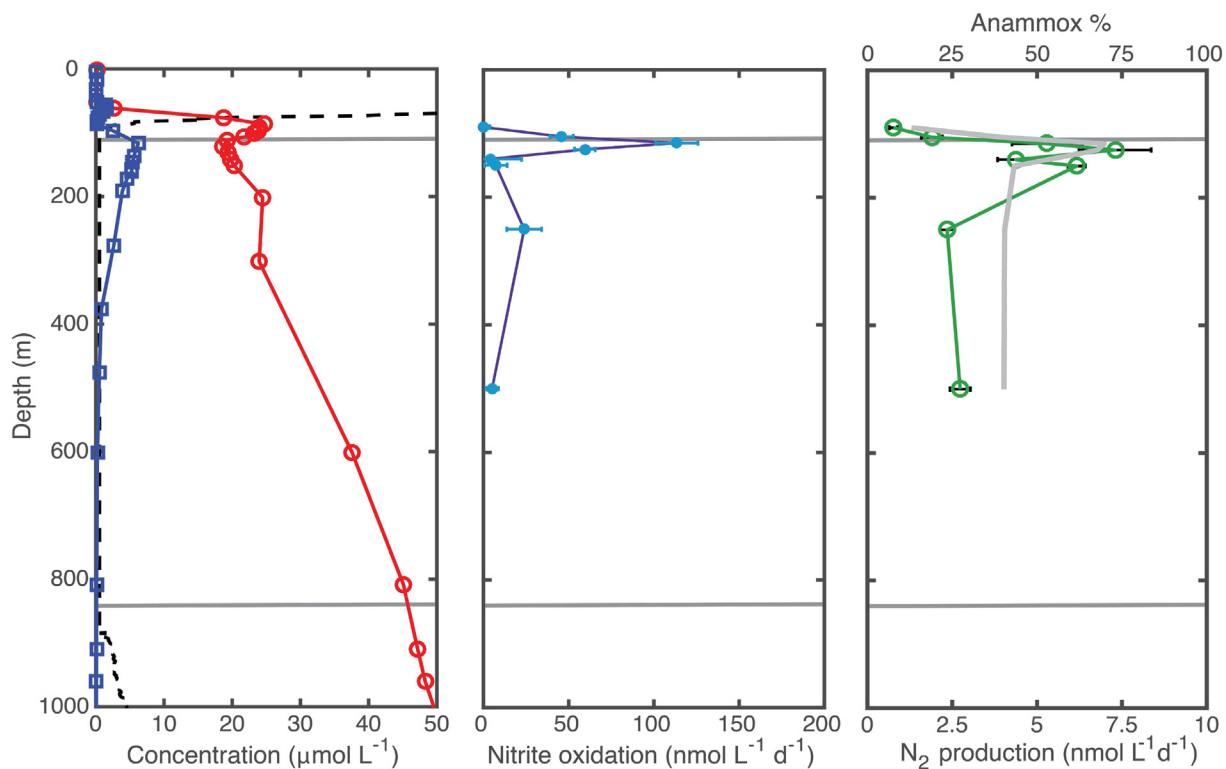 Anammox %
0 25 50 75 100
0
200
400
600
800
1000
Depth (m)
0 10 20 30 40 50
0 50 100 150 200
0 2.5 5 7.5 10
Concentration (μmol L⁻¹)
Nitrite oxidation (nmol L⁻¹ d⁻¹)
N₂ production (nmol L⁻¹d⁻¹)